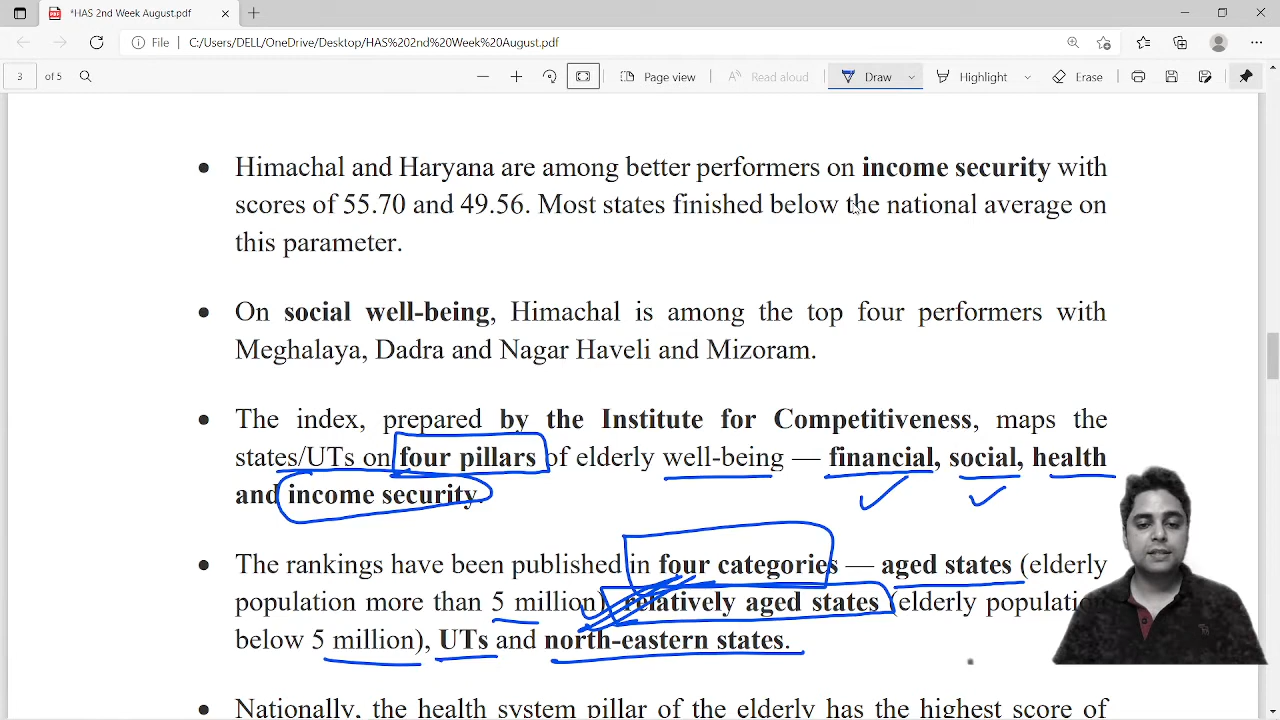 *HAS 2nd Week August.pdf
File C:/Users/DELL/OneDrive/Desktop/HAS%202nd%20Week%20August.pdf
3 of 5 Page view Read aloud Draw Highlight Erase
• Himachal and Haryana are among better performers on income security with
scores of 55.70 and 49.56. Most states finished below the national average on
this parameter.
• On social well-being, Himachal is among the top four performers with
Meghalaya, Dadra and Nagar Haveli and Mizoram.
• The index, prepared by the Institute for Competitiveness, maps the
states/UTs on four pillars of elderly well-being — financial, social, health
and income security.
• The rankings have been published in four categories — aged states (elderly
population more than 5 million), relatively aged states (elderly population
below 5 million), UTs and north-eastern states.
• Nationally, the health system pillar of the elderly has the highest score of